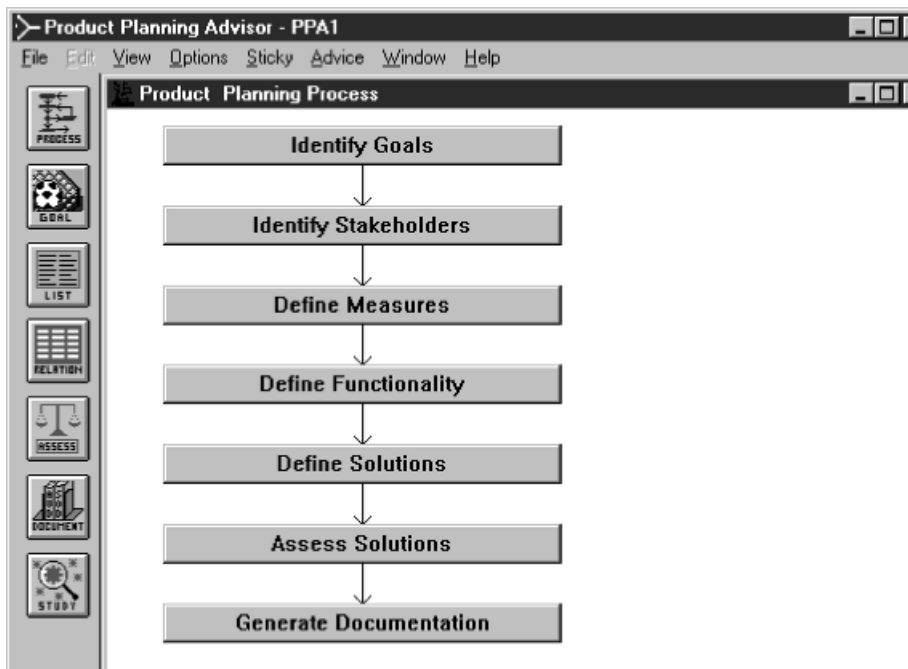 Product Planning Advisor - PPA1
File Edit View Options Sticky Advice Window Help
Product Planning Process
PROCESS
GOAL
LIST
RELATION
ASSESS
DOCUMENT
STUDY
Identify Goals
Identify Stakeholders
Define Measures
Define Functionality
Define Solutions
Assess Solutions
Generate Documentation